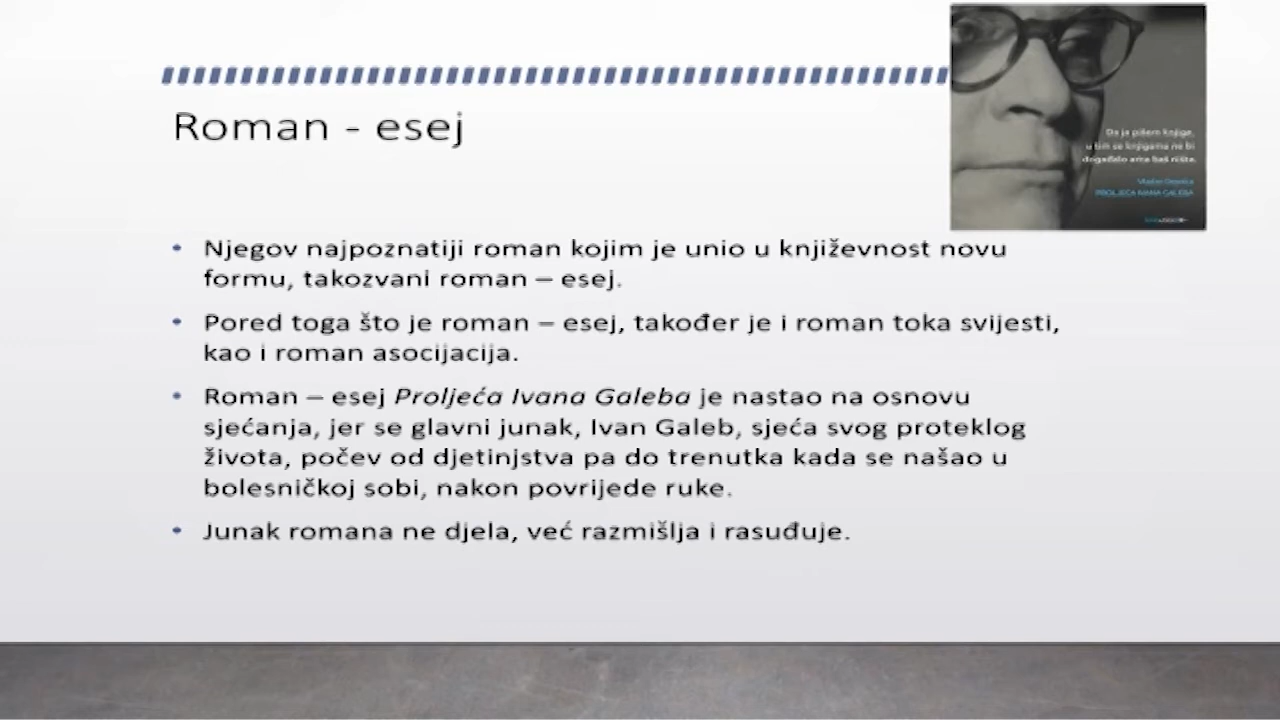 Roman - esej
Da ja pišem knjige,
u tim se knjigama ne bi
događalo ama baš ništa.
Vladan Desnica
PROLJEĆA IVANA GALEBA
• Njegov najpoznatiji roman kojim je unio u književnost novu
formu, takozvani roman – esej.
• Pored toga što je roman – esej, također je i roman toka svijesti,
kao i roman asocijacija.
• Roman – esej Proljeća Ivana Galeba je nastao na osnovu
sjećanja, jer se glavni junak, Ivan Galeb, sjeća svog proteklog
života, počev od djetinjstva pa do trenutka kada se našao u
bolesničkoj sobi, nakon povrijede ruke.
• Junak romana ne djela, već razmišlja i rasuđuje.